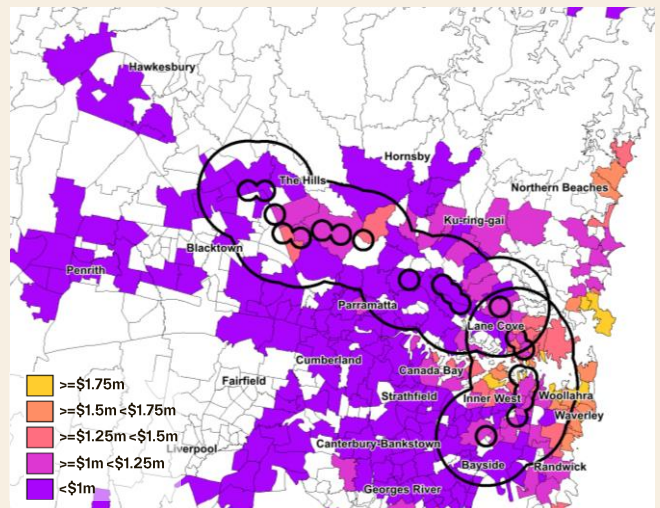 Hawkesbury
Hornsby
The Hills
Northern Beaches
Ku-ring-gai
Blacktown
Penrith
Parramatta
Lane Cove
Cumberland
Canada Bay
Fairfield
Strathfield
Inner West
Woollahra
Waverley
Canterbury-Bankstown
Liverpool
Bayside
Randwick
Georges River
>=$1.75m
>=$1.5m<$1.75m
>=$1.25m<$1.5m
>=$1m<$1.25m
<$1m